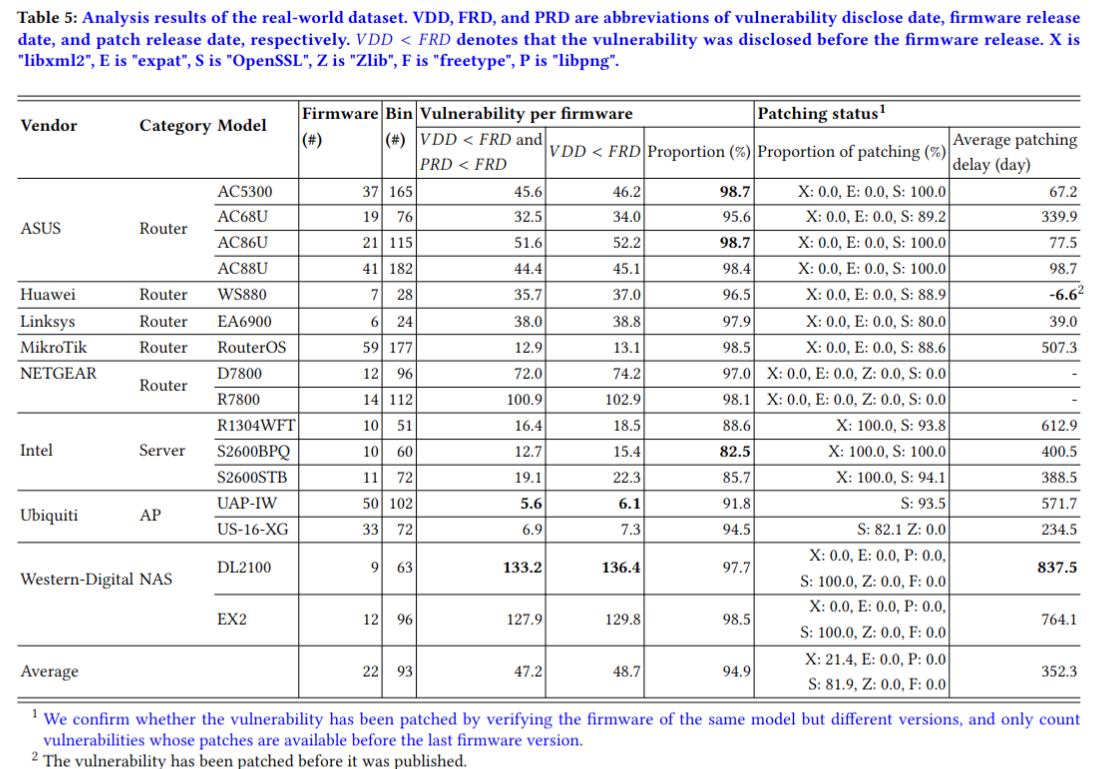 Table 5: Analysis results of the real-world dataset. VDD, FRD, and PRD are abbreviations of vulnerability disclose date, firmware release
date, and patch release date, respectively. VDD < FRD denotes that the vulnerability was disclosed before the firmware release. X is
"libxml2", E is "expat", S is "OpenSSL", Z is "Zlib", F is "freetype", P is "libpng".
Vendor Category Model Firmware (#) Bin (#) Vulnerability per firmware Patching status¹
VDD < FRD and PRD < FRD VDD < FRD Proportion (%) Proportion of patching (%) Average patching delay (day)
ASUS Router AC5300 37 165 45.6 46.2 98.7 X: 0.0, E: 0.0, S: 100.0 67.2
AC68U 19 76 32.5 34.0 95.6 X: 0.0, E: 0.0, S: 89.2 339.9
AC86U 21 115 51.6 52.2 98.7 X: 0.0, E: 0.0, S: 100.0 77.5
AC88U 41 182 44.4 45.1 98.4 X: 0.0, E: 0.0, S: 100.0 98.7
Huawei Router WS880 7 28 35.7 37.0 96.5 X: 0.0, E: 0.0, S: 88.9 -6.6²
Linksys Router EA6900 6 24 38.0 38.8 97.9 X: 0.0, E: 0.0, S: 80.0 39.0
MikroTik Router RouterOS 59 177 12.9 13.1 98.5 X: 0.0, E: 0.0, S: 88.6 507.3
NETGEAR Router D7800 12 96 72.0 74.2 97.0 X: 0.0, E: 0.0, Z: 0.0, S: 0.0 -
R7800 14 112 100.9 102.9 98.1 X: 0.0, E: 0.0, Z: 0.0, S: 0.0 -
Intel Server R1304WFT 10 51 16.4 18.5 88.6 X: 100.0, S: 93.8 612.9
S2600BPQ 10 60 12.7 15.4 82.5 X: 100.0, S: 100.0 400.5
S2600STB 11 72 19.1 22.3 85.7 X: 100.0, S: 94.1 388.5
Ubiquiti AP UAP-IW 50 102 5.6 6.1 91.8 S: 93.5 571.7
US-16-XG 33 72 6.9 7.3 94.5 S: 82.1 Z: 0.0 234.5
Western-Digital NAS DL2100 9 63 133.2 136.4 97.7 X: 0.0, E: 0.0, P: 0.0, S: 100.0, Z: 0.0, F: 0.0 837.5
EX2 12 96 127.9 129.8 98.5 X: 0.0, E: 0.0, P: 0.0, S: 100.0, Z: 0.0, F: 0.0 764.1
Average 22 93 47.2 48.7 94.9 X: 21.4, E: 0.0, P: 0.0 S: 81.9, Z: 0.0, F: 0.0 352.3
¹ We confirm whether the vulnerability has been patched by verifying the firmware of the same model but different versions, and only count
vulnerabilities whose patches are available before the last firmware version.
² The vulnerability has been patched before it was published.